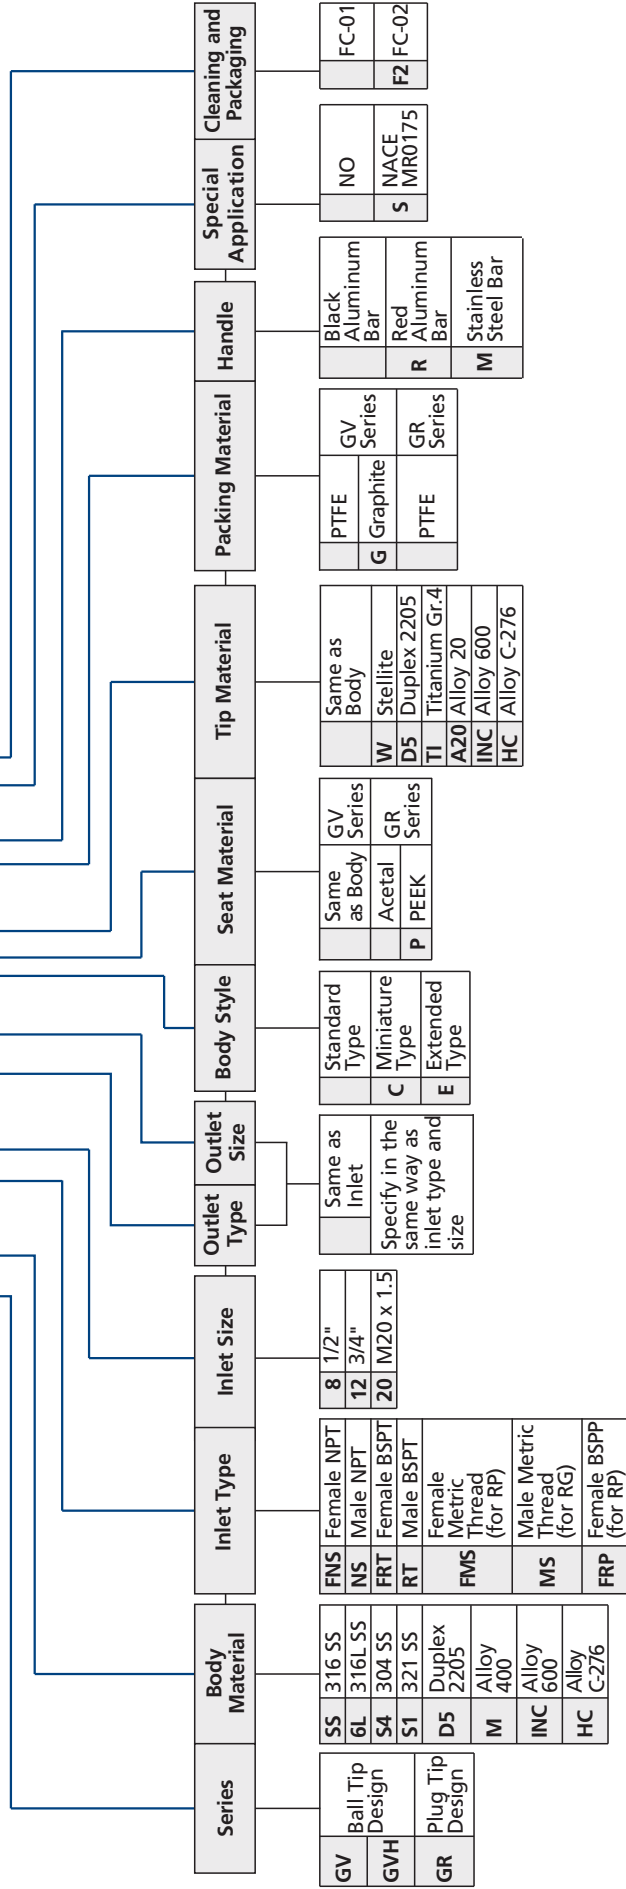 Series
GV
GVH
Ball Tip
Design
GR
Plug Tip
Design
Body
Material
SS 316 SS
6L 316L SS
S4 304 SS
S1 321 SS
D5 Duplex
2205
M Alloy
400
INC Alloy
600
HC Alloy
C-276
Inlet Type
FNS Female NPT
NS Male NPT
FRT Female BSPT
RT Male BSPT
FMS Female
Metric
Thread
(for RP)
MS Male Metric
Thread
(for RG)
FRP Female BSPP
(for RP)
Inlet Size
8 1/2"
12 3/4"
20 M20 x 1.5
Outlet
Type
Outlet
Size
Same as
Inlet
Specify in the
same way as
inlet type and
size
Body Style
Standard
Type
C Miniature
Type
E Extended
Type
Seat Material
Same
as Body
GV
Series
Acetal
P PEEK
GR
Series
Tip Material
Same as
Body
W Stellite
D5 Duplex 2205
TI Titanium Gr.4
A20 Alloy 20
INC Alloy 600
HC Alloy C-276
Packing Material
PTFE
G Graphite
GV
Series
PTFE
GR
Series
Handle
Black
Aluminum
Bar
R Red
Aluminum
Bar
M Stainless
Steel Bar
Special
Application
NO
S NACE
MR0175
Cleaning and
Packaging
FC-01
F2 FC-02